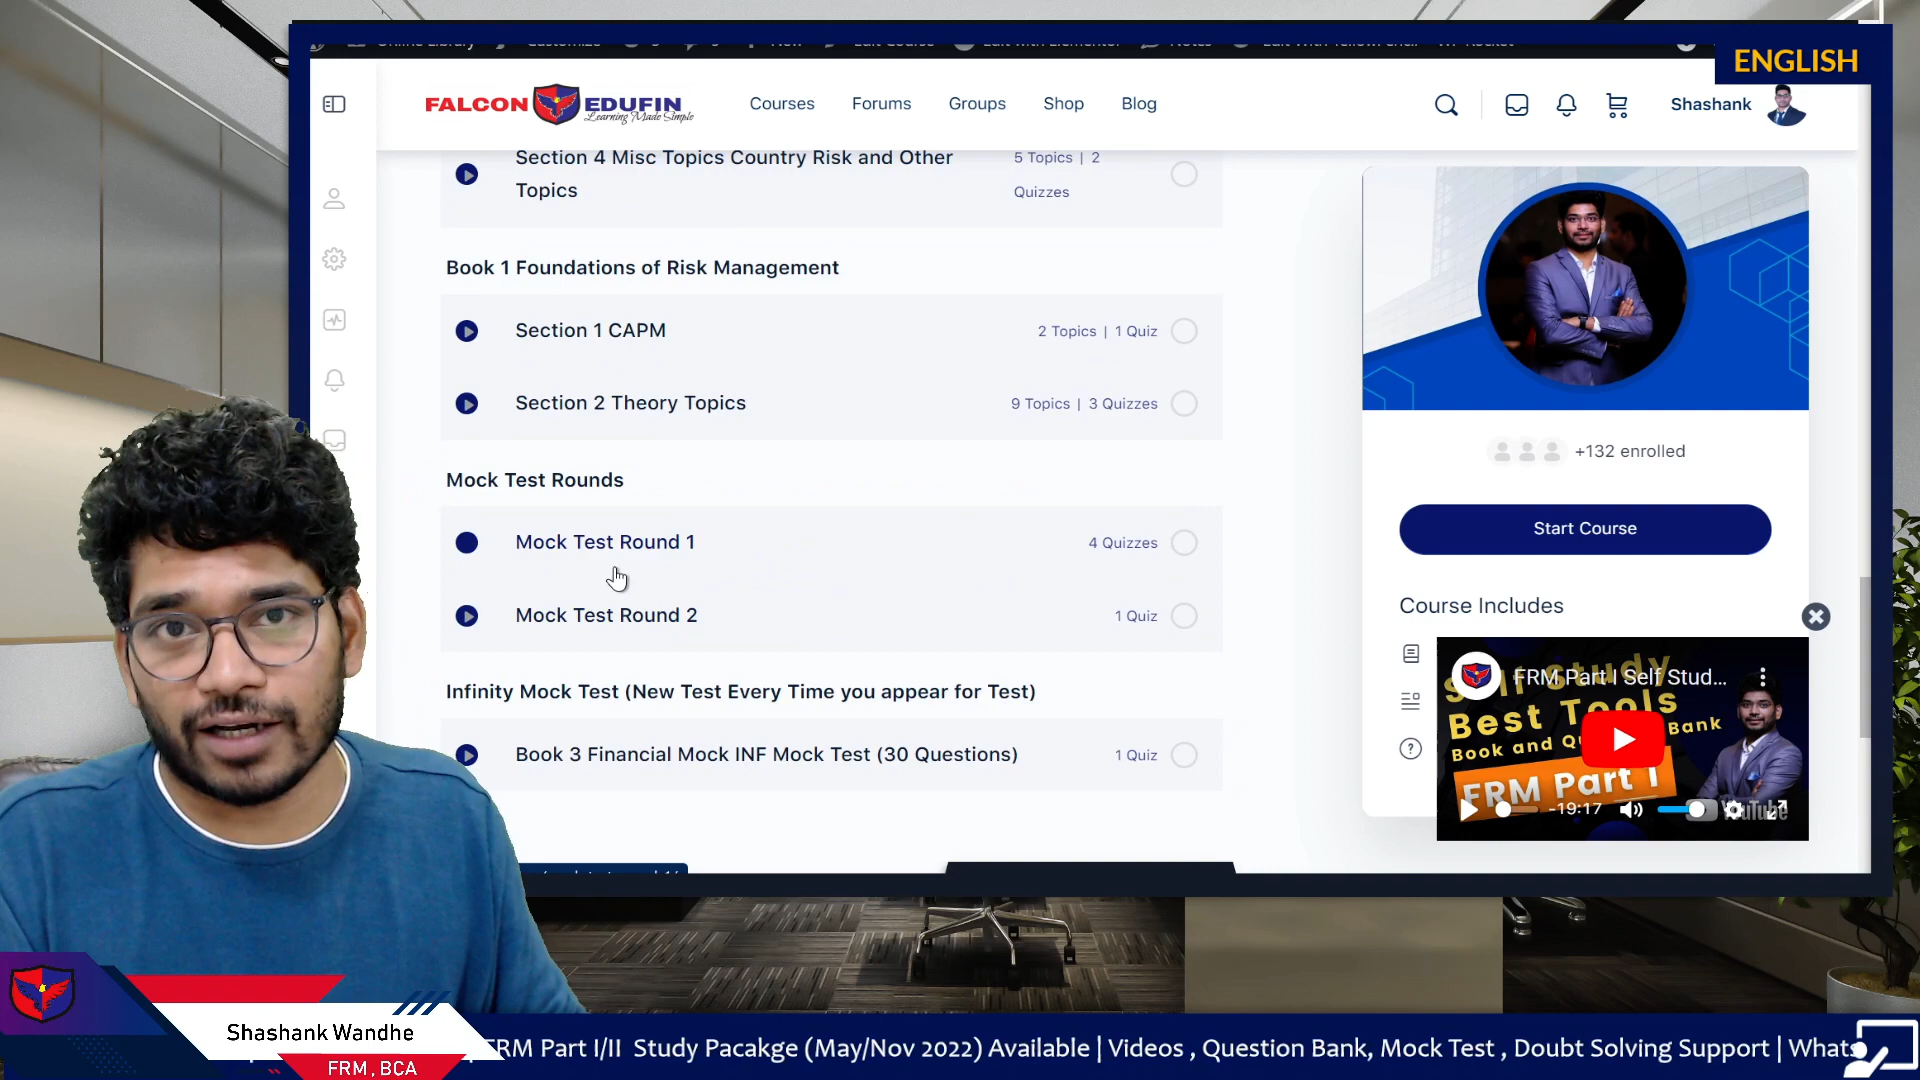 ENGLISH
FALCON EDUFIN
Learning Made Simple
Courses
Forums
Groups
Shop
Blog
Shashank
Section 4 Misc Topics Country Risk and Other
Topics
5 Topics | 2
Quizzes
Book 1 Foundations of Risk Management
Section 1 CAPM
2 Topics | 1 Quiz
Section 2 Theory Topics
9 Topics | 3 Quizzes
Mock Test Rounds
Mock Test Round 1
4 Quizzes
Mock Test Round 2
1 Quiz
Infinity Mock Test (New Test Every Time you appear for Test)
Book 3 Financial Mock INF Mock Test (30 Questions)
1 Quiz
+132 enrolled
Start Course
Course Includes
FRM Part I Self Stud...
Self Study
Best Tools
Book and Bank
FRM Part I
-19:17
YouTube
Shashank Wandhe
FRM, BCA
FRM Part I/II Study Pacakge (May/Nov 2022) Available | Videos , Question Bank, Mock Test , Doubt Solving Support | Whats